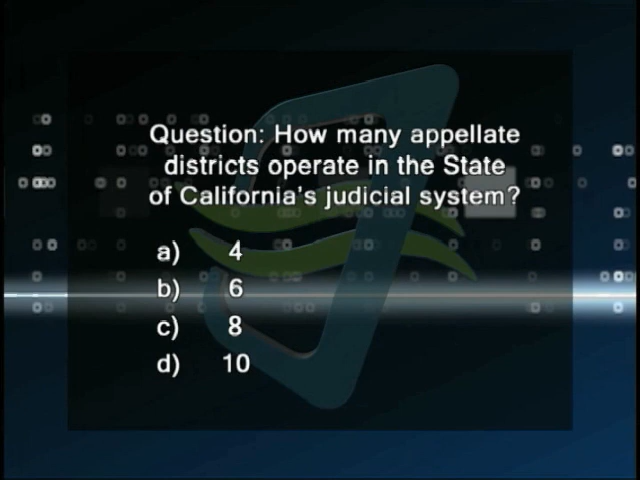 Question: How many appellate
districts operate in the State
of California's judicial system?
a) 4
b) 6
c) 8
d) 10